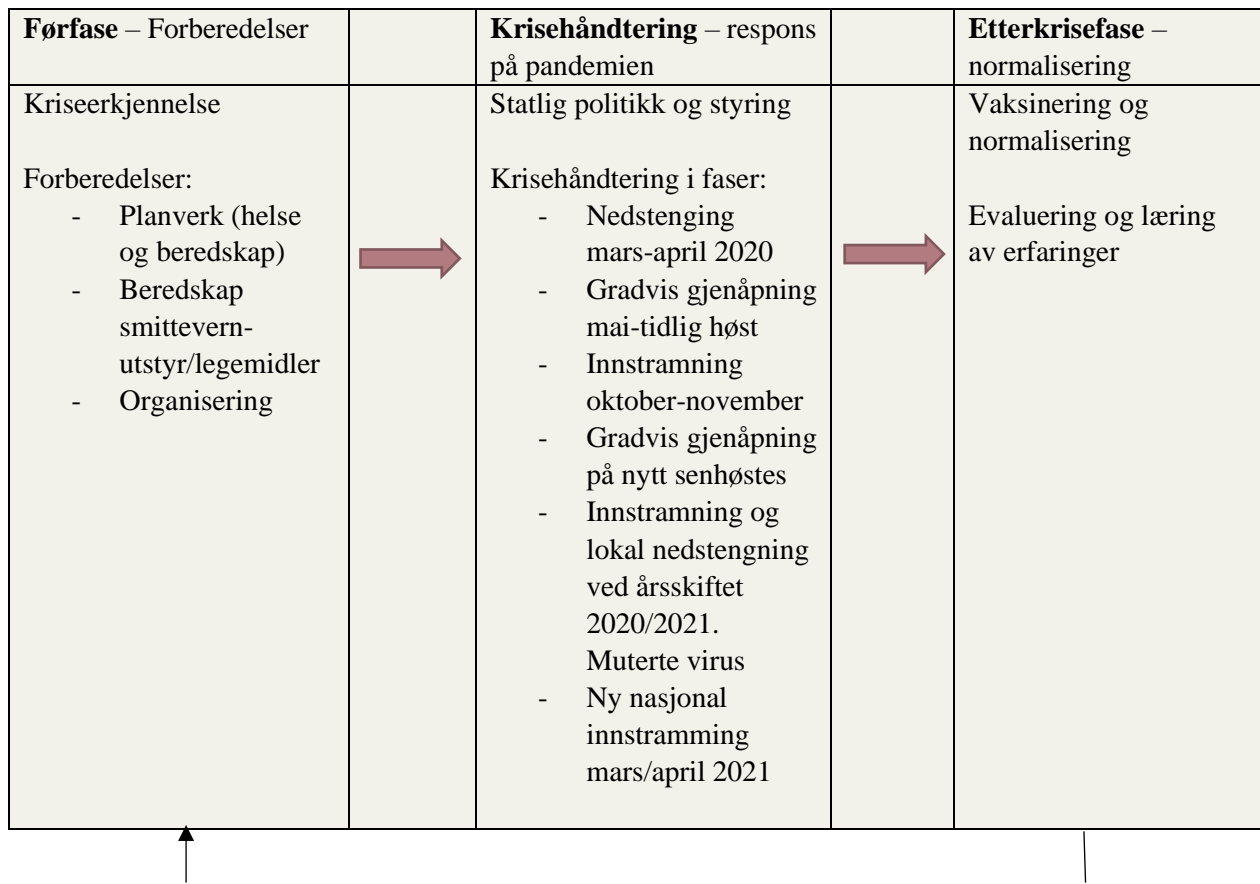 Førfase – Forberedelser
Krisehåndtering – respons
på pandemien
Etterkrisefase –
normalisering
Kriseerkjennelse
Forberedelser:
- Planverk (helse
og beredskap)
- Beredskap
smittevern-
utstyr/legemidler
- Organisering
Statlig politikk og styring
Krisehåndtering i faser:
- Nedstenging
mars-april 2020
- Gradvis gjenåpning
mai-tidlig høst
- Innstramning
oktober-november
- Gradvis gjenåpning
på nytt senhøstes
- Innstramning og
lokal nedstengning
ved årsskiftet
2020/2021.
Muterte virus
- Ny nasjonal
innstramming
mars/april 2021
Vaksinering og
normalisering
Evaluering og læring
av erfaringer